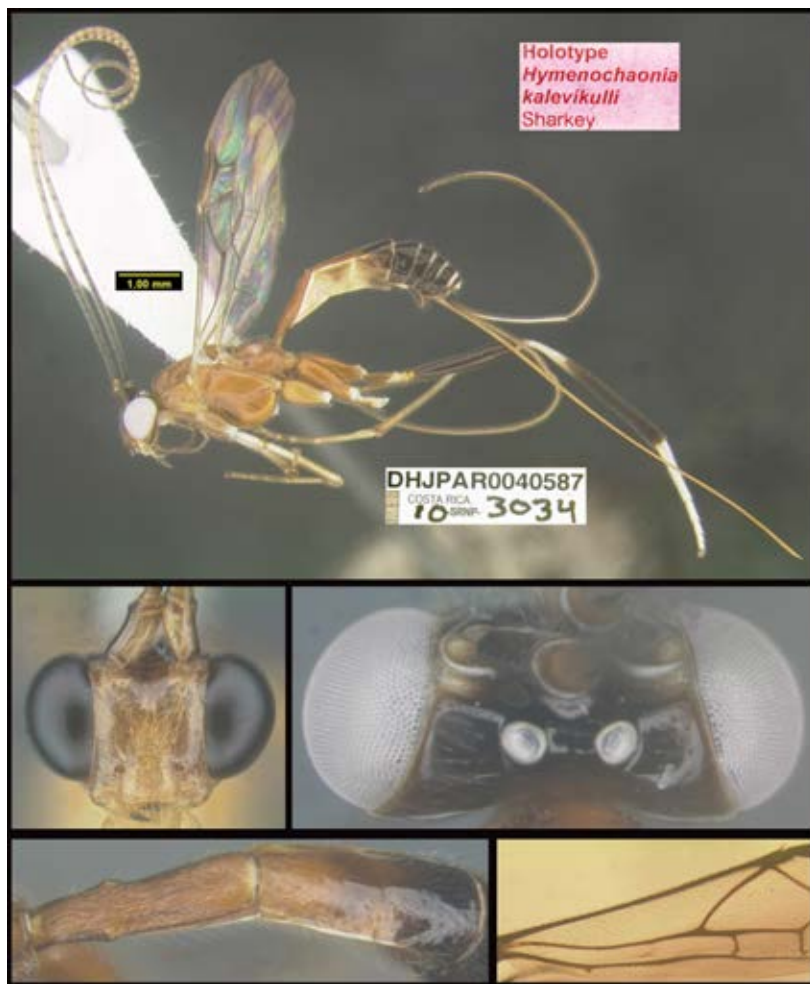 Holotype
Hymenochaonia
kalevikulli
Sharkey
1.00 mm
DHJPAR0040587
COSTA RICA
10-SRNP- 3034